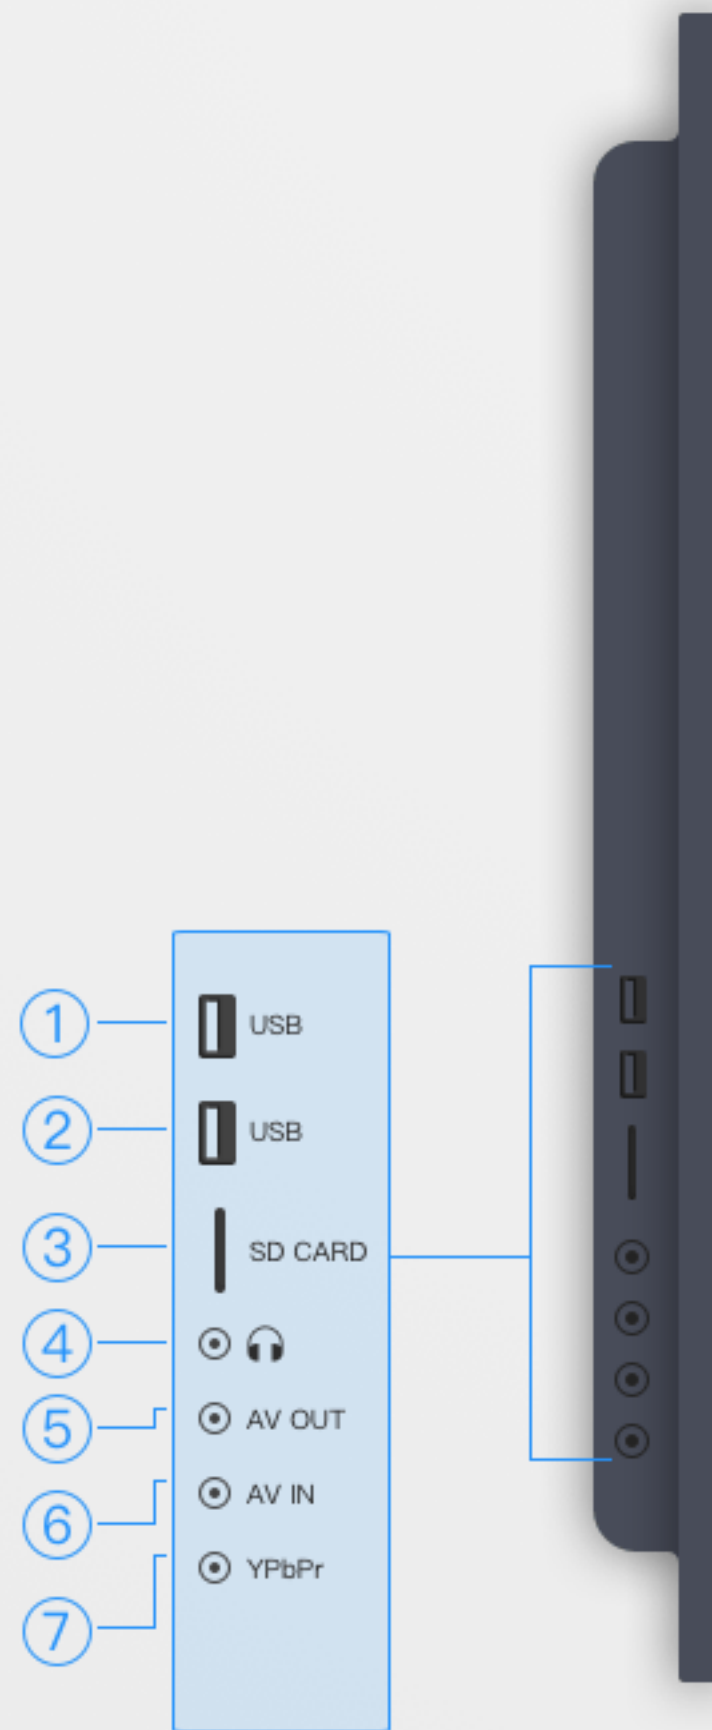 ① USB
② USB
③ SD CARD
④
⑤ AV OUT
⑥ AV IN
⑦ YPbPr